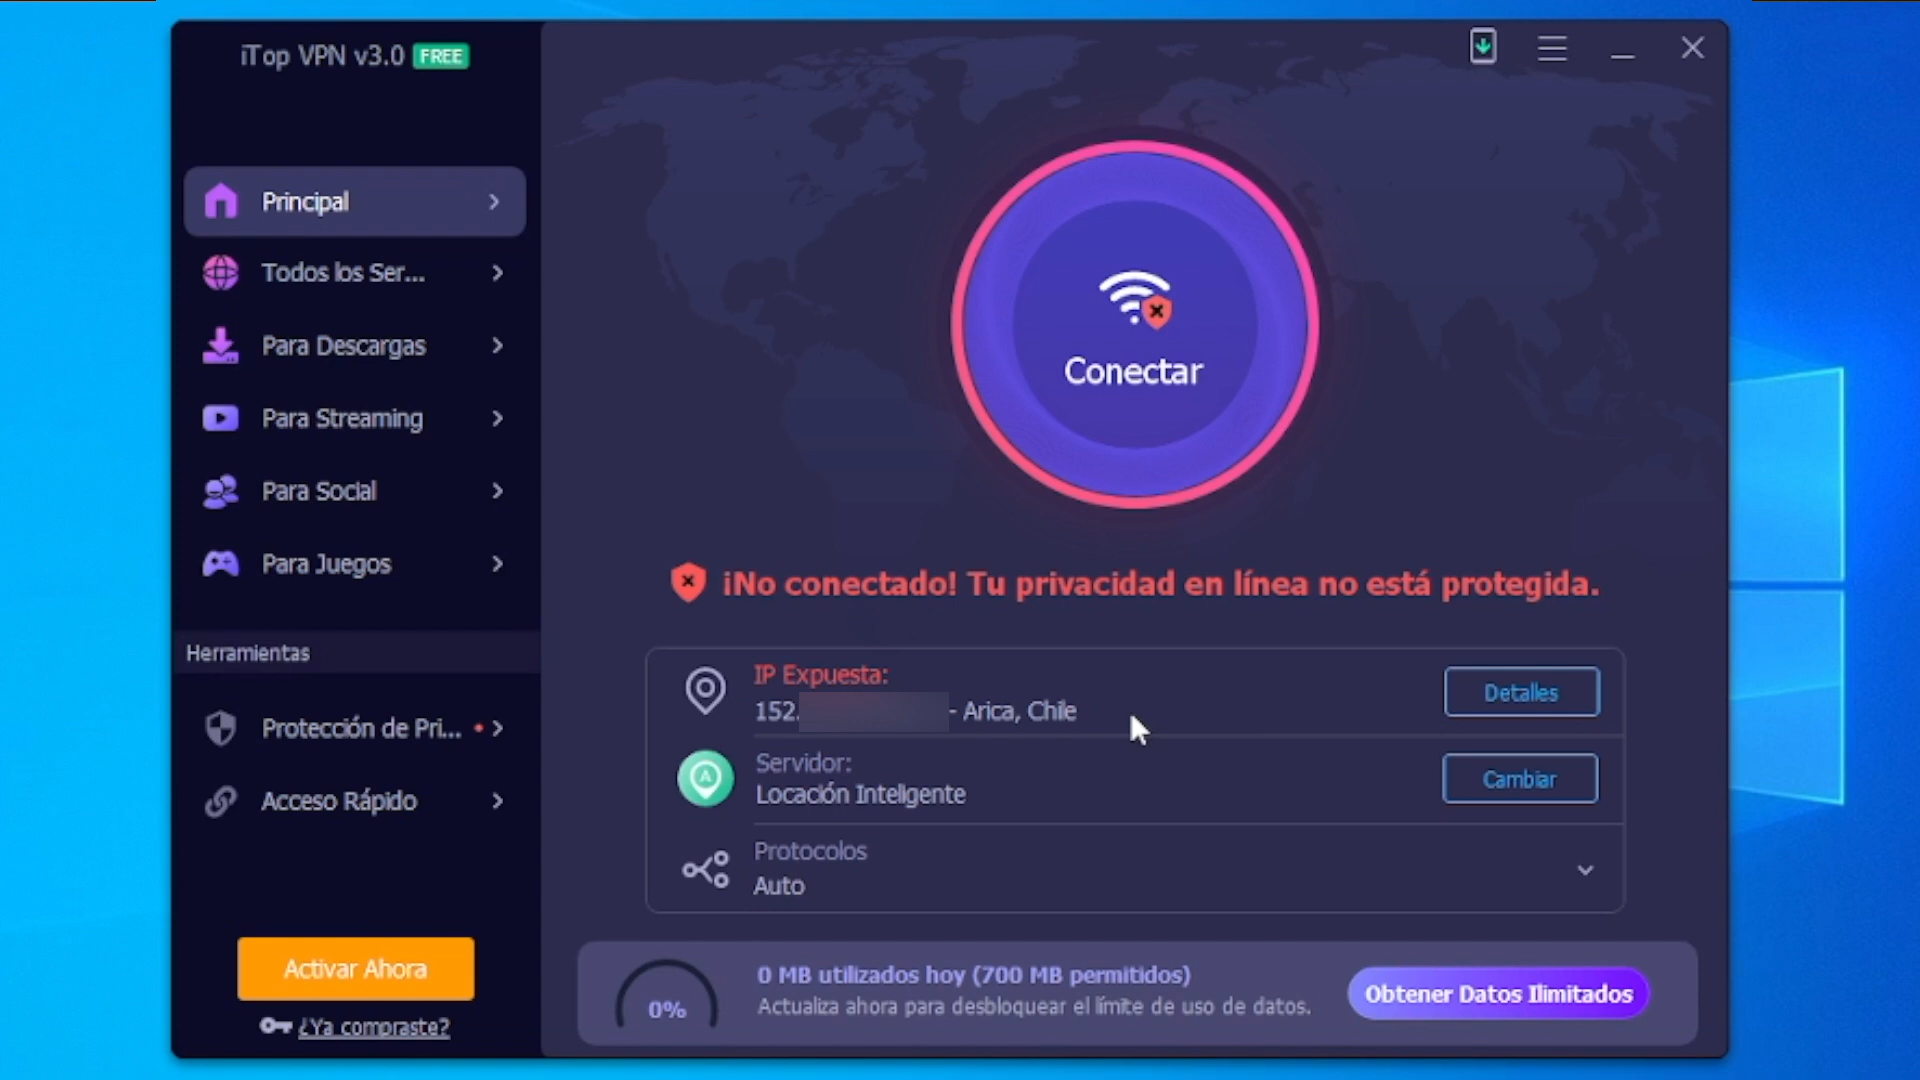 iTop VPN v3.0 FREE
Principal
Todos los Ser...
Para Descargas
Para Streaming
Para Social
Para Juegos
Herramientas
Protección de Pri...
Acceso Rápido
Activar Ahora
¿Ya compraste?
Conectar
¡No conectado! Tu privacidad en línea no está protegida.
IP Expuesta:
152. - Arica, Chile
Detalles
Servidor:
Locación Inteligente
Cambiar
Protocolos
Auto
0%
0 MB utilizados hoy (700 MB permitidos)
Actualiza ahora para desbloquear el límite de uso de datos.
Obtener Datos Ilimitados